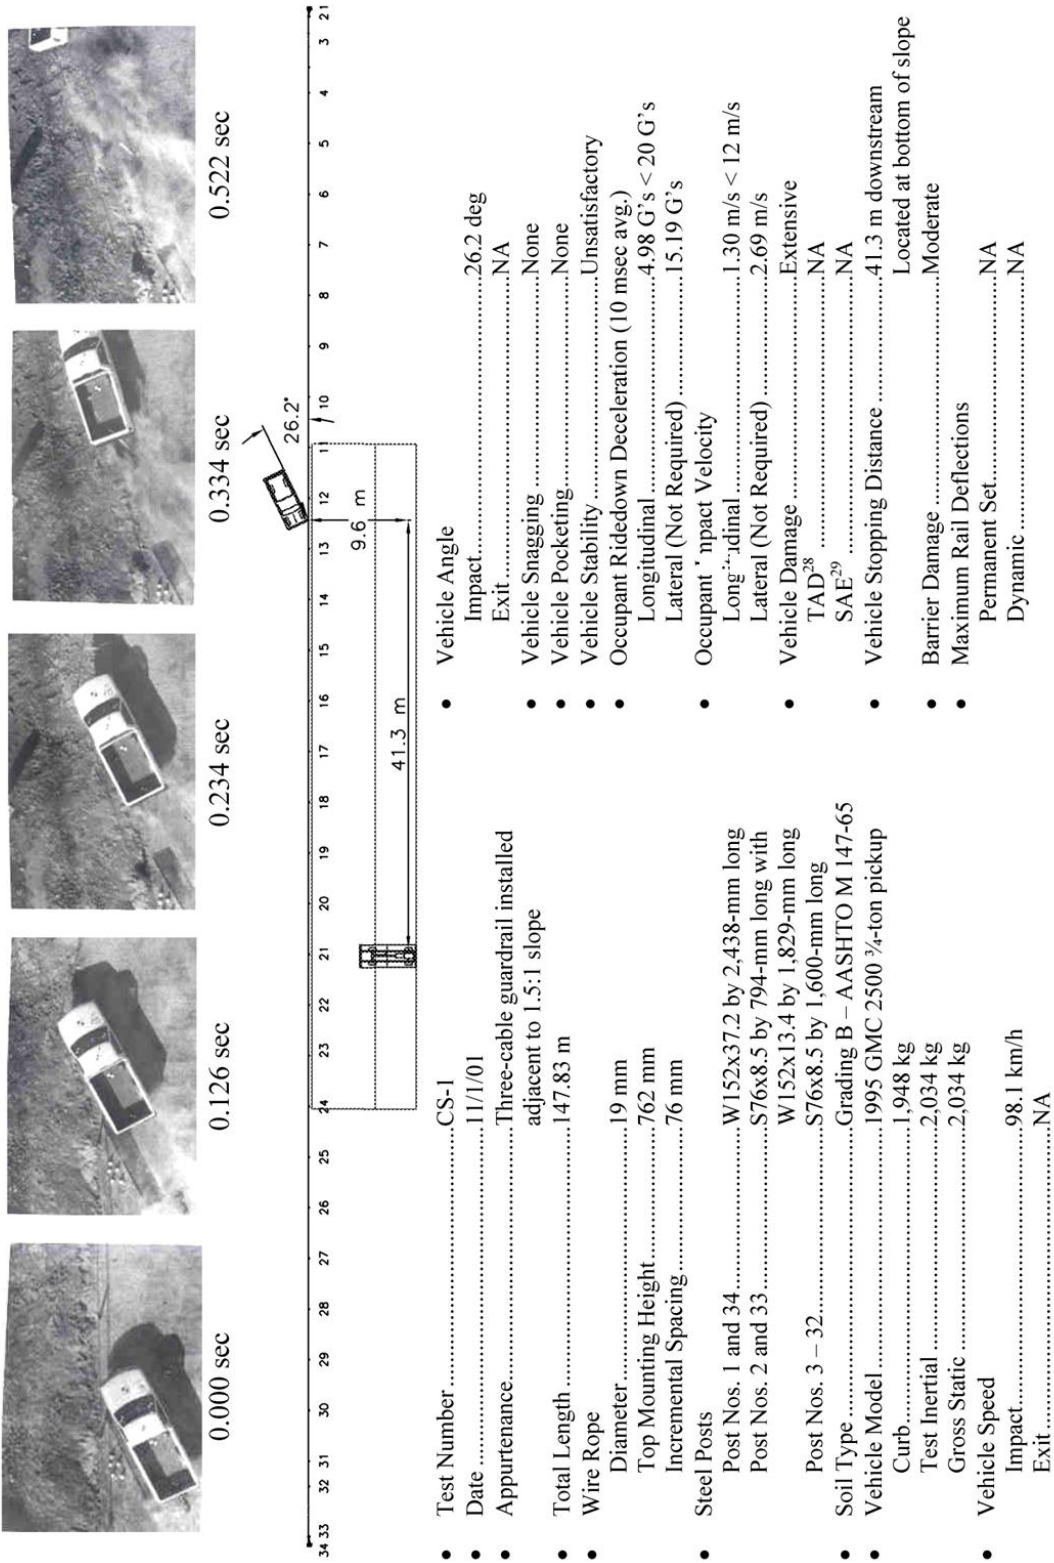 0.000 sec
0.126 sec
0.234 sec
0.334 sec
0.522 sec
34 33 32 31 30 29 28 27 26 25 24 23 22 21 20 19 18 17 16 15 14 13 12 11 10 9 8 7 6 5 4 3 2 1
26.2°
9.6 m
41.3 m
• Test Number CS-1
• Date 11/1/01
• Appurtenance Three-cable guardrail installed
adjacent to 1.5:1 slope
• Total Length 147.83 m
• Wire Rope
Diameter 19 mm
Top Mounting Height 762 mm
Incremental Spacing 76 mm
• Steel Posts
Post Nos. 1 and 34 W152x37.2 by 2,438-mm long
Post Nos. 2 and 33 S76x8.5 by 794-mm long with
W152x13.4 by 1,829-mm long
Post Nos. 3 – 32 S76x8.5 by 1,600-mm long
• Soil Type Grading B – AASHTO M 147-65
• Vehicle Model 1995 GMC 2500 ¾-ton pickup
Curb 1,948 kg
Test Inertial 2,034 kg
Gross Static 2,034 kg
• Vehicle Speed
Impact 98.1 km/h
Exit NA
• Vehicle Angle
Impact 26.2 deg
Exit NA
• Vehicle Snagging None
• Vehicle Pocketing None
• Vehicle Stability Unsatisfactory
• Occupant Ridedown Deceleration (10 msec avg.)
Longitudinal 4.98 G's < 20 G's
Lateral (Not Required) 15.19 G's
• Occupant Impact Velocity
Longitudinal 1.30 m/s < 12 m/s
Lateral (Not Required) 2.69 m/s
• Vehicle Damage Extensive
TAD28 NA
SAE29 NA
• Vehicle Stopping Distance 41.3 m downstream
Located at bottom of slope
• Barrier Damage Moderate
• Maximum Rail Deflections
Permanent Set NA
Dynamic NA